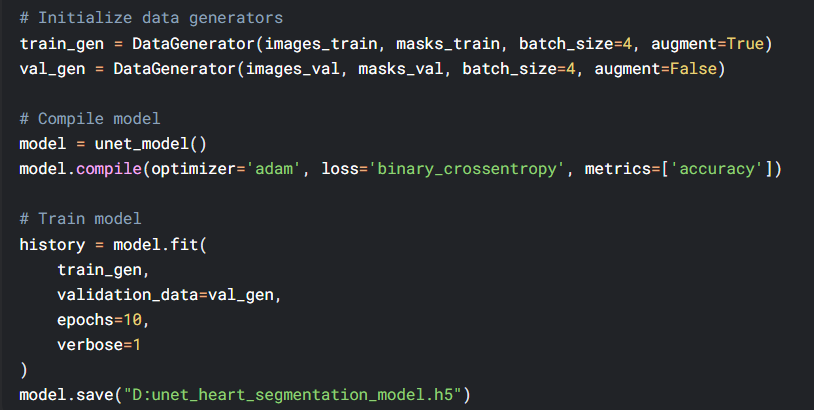 # Initialize data generators
train_gen = DataGenerator(images_train, masks_train, batch_size=4, augment=True)
val_gen = DataGenerator(images_val, masks_val, batch_size=4, augment=False)
# Compile model
model = unet_model()
model.compile(optimizer='adam', loss='binary_crossentropy', metrics=['accuracy'])
# Train model
history = model.fit(
    train_gen,
    validation_data=val_gen,
    epochs=10,
    verbose=1
)
model.save("D:unet_heart_segmentation_model.h5")